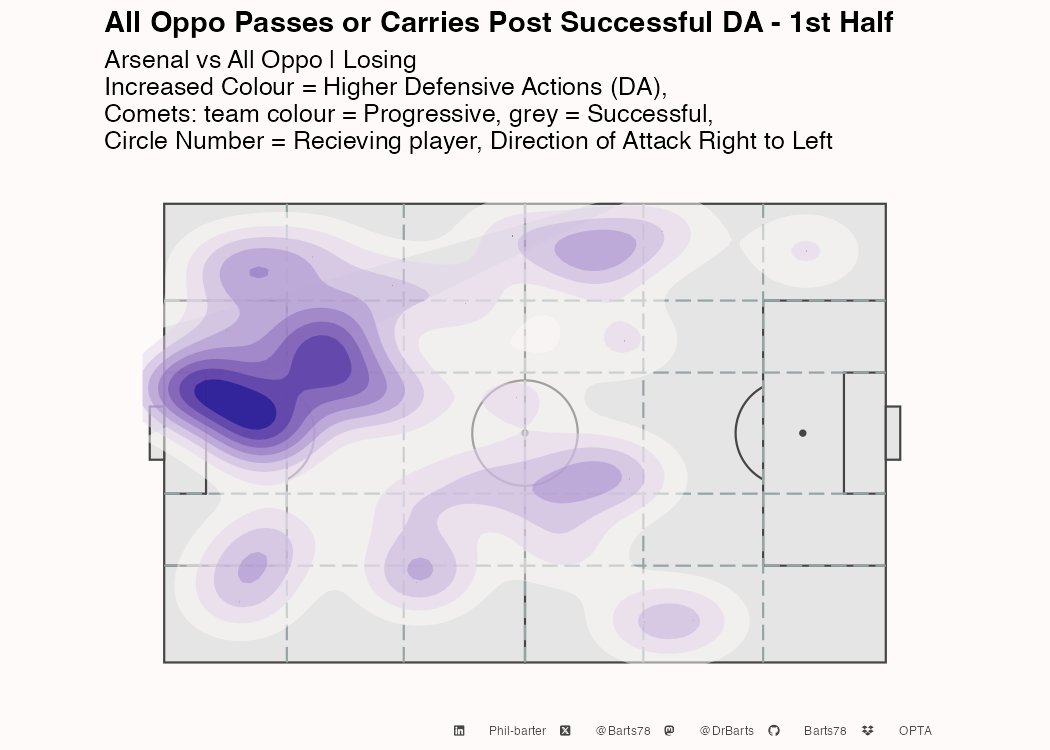 All Oppo Passes or Carries Post Successful DA - 1st Half
Arsenal vs All Oppo | Losing
Increased Colour = Higher Defensive Actions (DA),
Comets: team colour = Progressive, grey = Successful,
Circle Number = Recieving player, Direction of Attack Right to Left
Phil-barter @Barts78 @DrBarts Barts78 OPTA